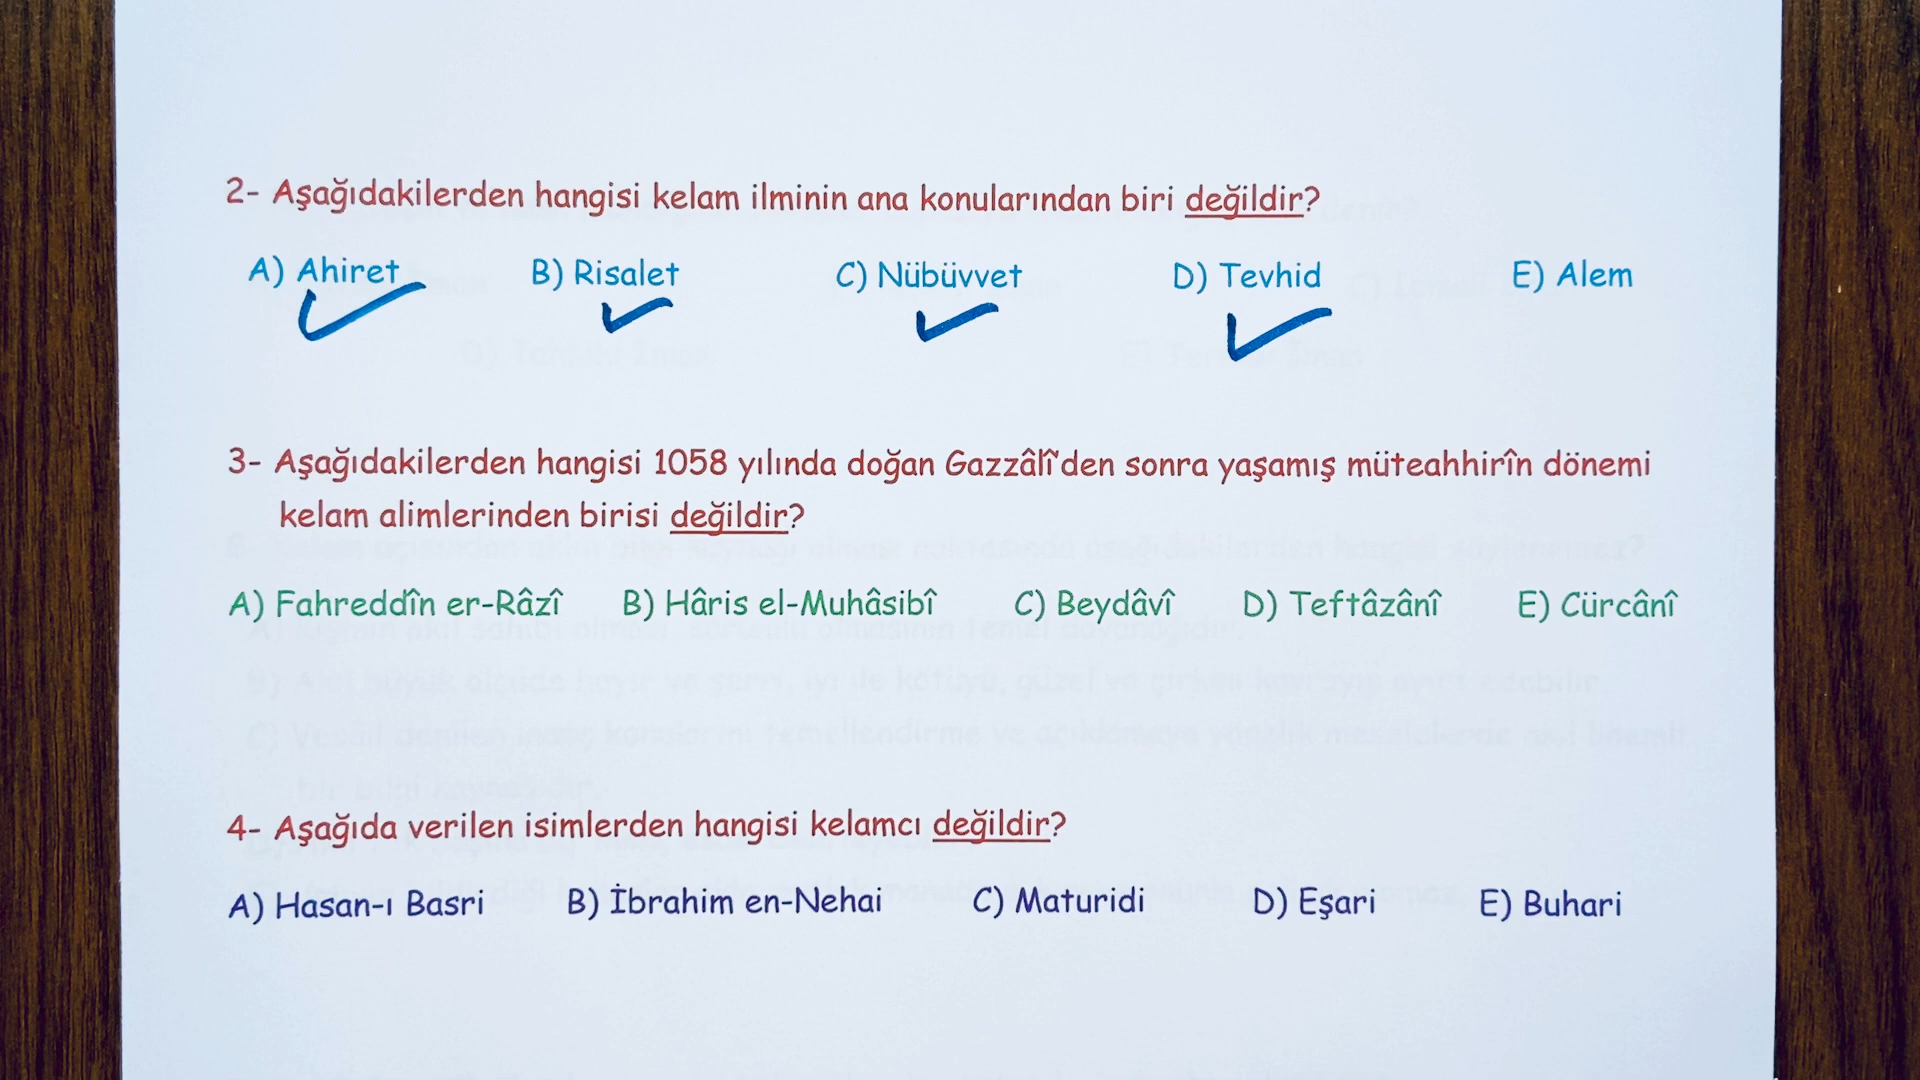 2- Aşağıdakilerden hangisi kelam ilminin ana konularından biri değildir?
A) Ahiret B) Risalet C) Nübüvvet D) Tevhid E) Alem
3- Aşağıdakilerden hangisi 1058 yılında doğan Gazzâlî'den sonra yaşamış müteahhirîn dönemi
kelam alimlerinden birisi değildir?
A) Fahreddîn er-Râzî B) Hâris el-Muhâsibî C) Beydâvî D) Teftâzânî E) Cürcânî
4- Aşağıda verilen isimlerden hangisi kelamcı değildir?
A) Hasan-ı Basri B) İbrahim en-Nehai C) Maturidi D) Eşari E) Buhari